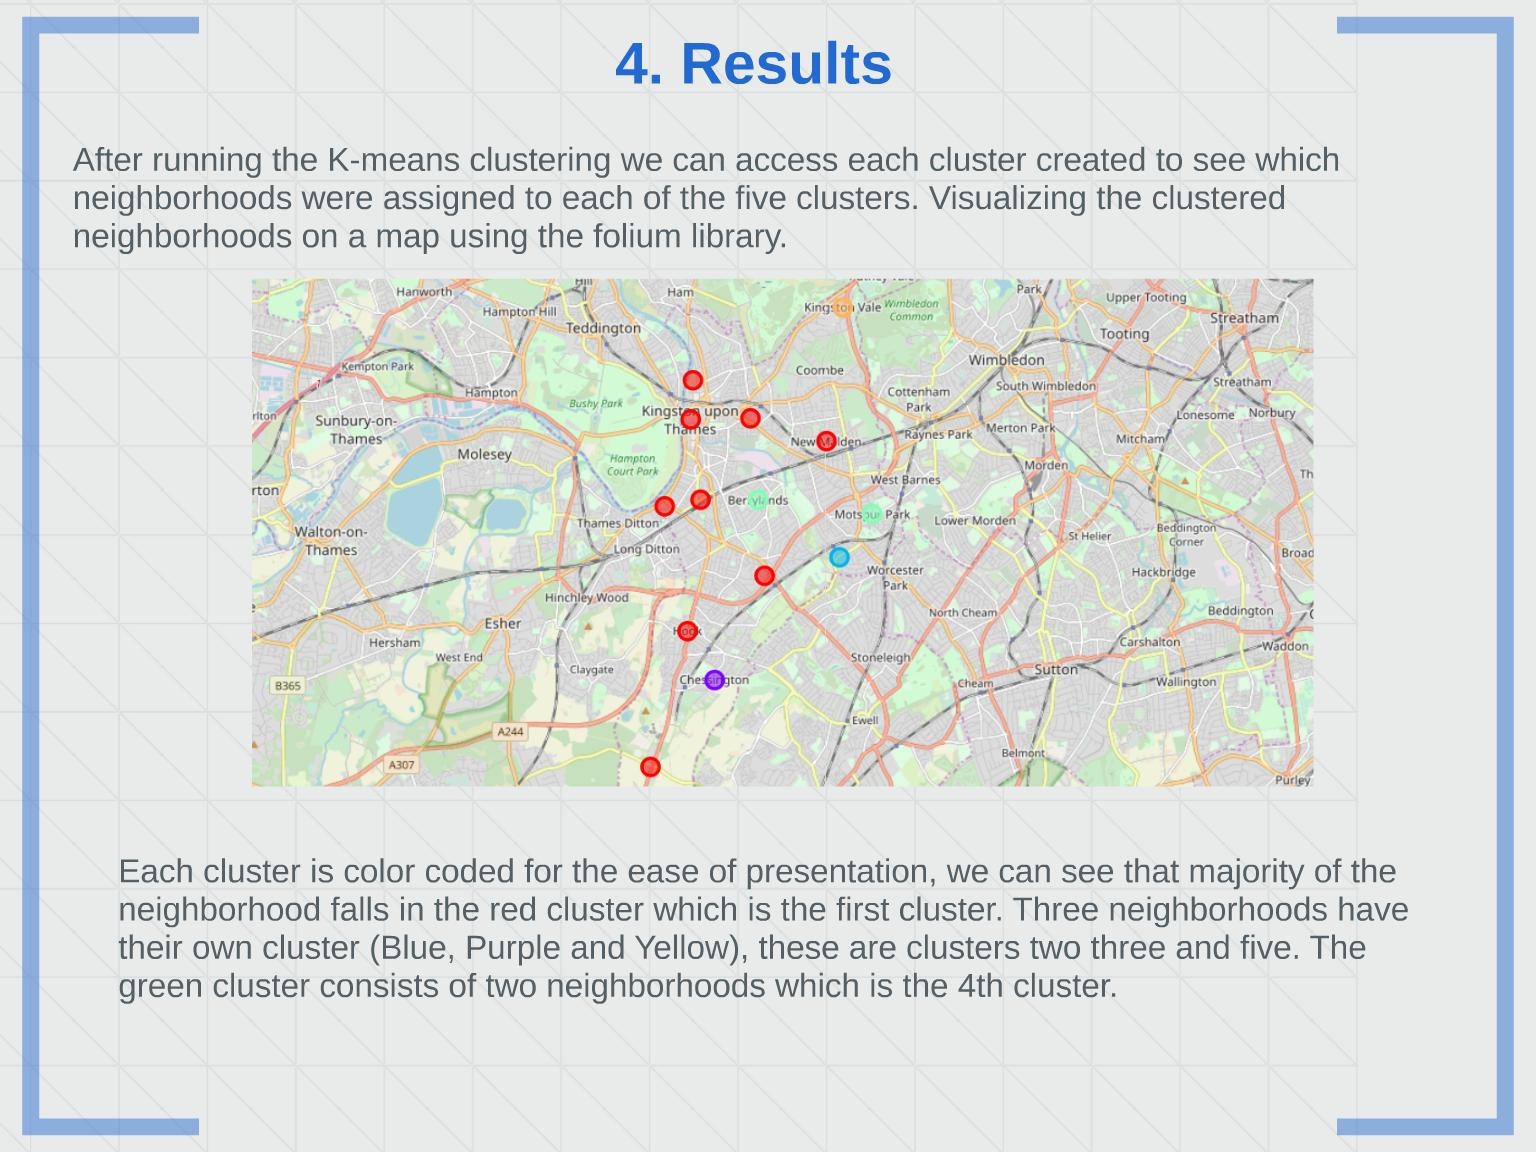 4. Results
After running the K-means clustering we can access each cluster created to see which
neighborhoods were assigned to each of the five clusters. Visualizing the clustered
neighborhoods on a map using the folium library.
Hill
Hanworth
Ham
Park
Hampton Hill
Kingston Vale
Wimbledon
Common
Upper Tooting
Teddington
Streatham
Tooting
Wimbledon
Kempton Park
Coombe
Streatham
Hampton
Cottenham
Park
South Wimbledon
Bushy Park
Kingston upon
Thames
Lonesome
Norbury
Sunbury-on-
Thames
New Malden
Raynes Park
Merton Park
Mitcham
Molesey
Hampton
Court Park
Morden
West Barnes
Berrylands
Motspur Park
Thames Ditton
Lower Morden
Walton-on-
Thames
Beddington
Corner
St Helier
Long Ditton
Worcester
Park
Hackbridge
Hinchley Wood
Esher
North Cheam
Beddington
Hook
Hersham
Carshalton
Waddon
West End
Claygate
Stoneleigh
Sutton
Chessington
Cheam
Wallington
B365
Ewell
A244
Belmont
A307
Purley
Each cluster is color coded for the ease of presentation, we can see that majority of the
neighborhood falls in the red cluster which is the first cluster. Three neighborhoods have
their own cluster (Blue, Purple and Yellow), these are clusters two three and five. The
green cluster consists of two neighborhoods which is the 4th cluster.